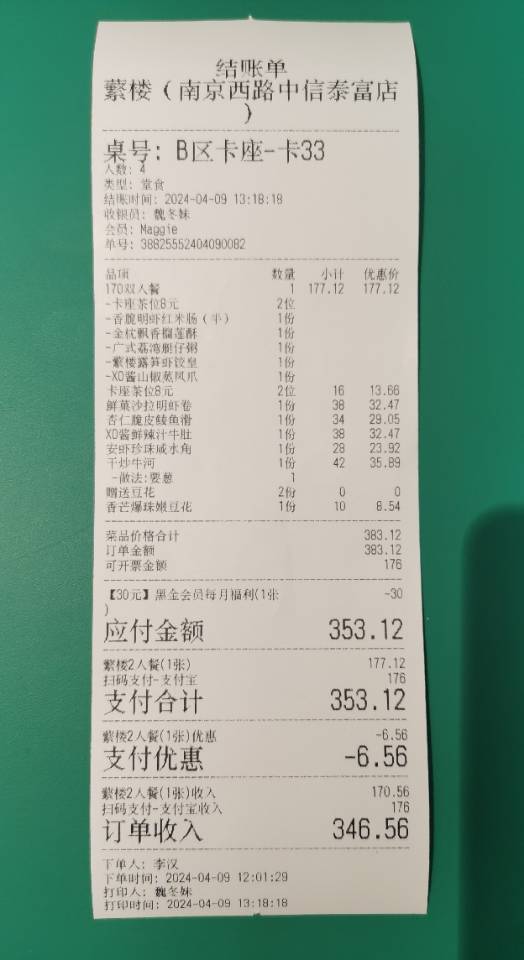 结账单
蘩楼（南京西路中信泰富店
）
桌号: B区卡座-卡33
人数: 4
类型: 堂食
结账时间: 2024-04-09 13:18:18
收银员: 魏冬妹
会员: Maggie
单号: 38825552404090082
品项 数量 小计 优惠价
170双人餐 1 177.12 177.12
-卡座茶位8元 2位
-香脆明虾红米肠（半） 1份
-金枕飘香榴莲酥 1份
-广式荔湾艇仔粥 1份
-蘩楼露笋虾饺皇 1份
-XO酱山椒蒸凤爪 1份
卡座茶位8元 2位 16 13.66
鲜菓沙拉明虾卷 1份 38 32.47
杏仁脆皮鲮鱼滑 1份 34 29.05
XO酱鲜辣汁牛肚 1份 38 32.47
安虾珍珠咸水角 1份 28 23.92
干炒牛河 1份 42 35.89
-做法:要葱 1
赠送豆花 2份 0 0
香芒爆珠嫩豆花 1份 10 8.54
菜品价格合计 383.12
订单金额 383.12
可开票金额 176
【30元】黑金会员每月福利(1张 -30
)
应付金额 353.12
蘩楼2人餐(1张) 177.12
扫码支付-支付宝 176
支付合计 353.12
蘩楼2人餐(1张)优惠 -6.56
支付优惠 -6.56
蘩楼2人餐(1张)收入 170.56
扫码支付-支付宝收入 176
订单收入 346.56
下单人: 李汉
下单时间: 2024-04-09 12:01:29
打印人: 魏冬妹
打印时间: 2024-04-09 13:18:18